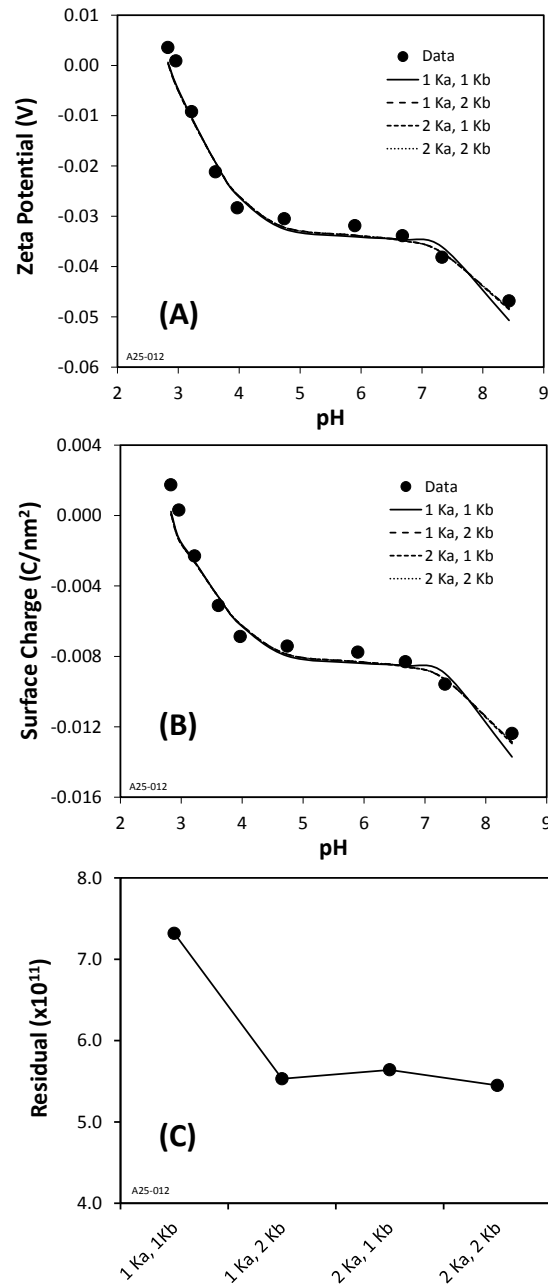 0.01
0.00
-0.01
-0.02
-0.03
-0.04
-0.05
-0.06
Zeta Potential (V)
Data
1 Ka, 1 Kb
1 Ka, 2 Kb
2 Ka, 1 Kb
2 Ka, 2 Kb
(A)
A25-012
2 3 4 5 6 7 8 9
pH
0.004
0.000
-0.004
-0.008
-0.012
-0.016
Surface Charge (C/nm²)
Data
1 Ka, 1 Kb
1 Ka, 2 Kb
2 Ka, 1 Kb
2 Ka, 2 Kb
(B)
A25-012
2 3 4 5 6 7 8 9
pH
8.0
7.0
6.0
5.0
4.0
Residual (x10¹¹)
(C)
A25-012
1 Ka, 1Kb
1 Ka, 2 Kb
2 Ka, 1 Kb
2 Ka, 2 Kb